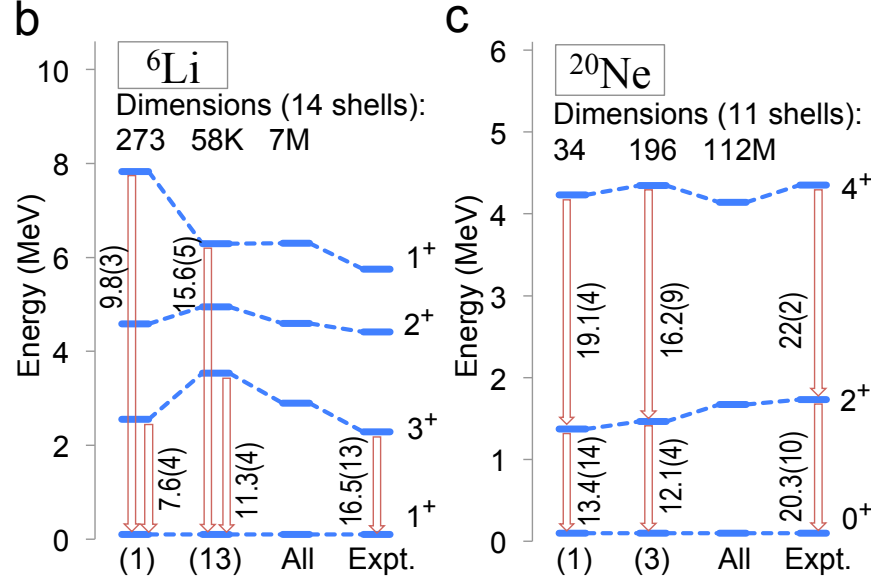 b
⁶Li
Dimensions (14 shells):
273 58K 7M
Energy (MeV)
10
8
6
4
2
0
9.8(3)
7.6(4)
15.6(5)
11.3(4)
16.5(13)
1⁺
2⁺
3⁺
1⁺
(1) (13) All Expt.
c
²⁰Ne
Dimensions (11 shells):
34 196 112M
Energy (MeV)
6
5
4
3
2
1
0
19.1(4)
13.4(14)
16.2(9)
12.1(4)
22(2)
20.3(10)
4⁺
2⁺
0⁺
(1) (3) All Expt.